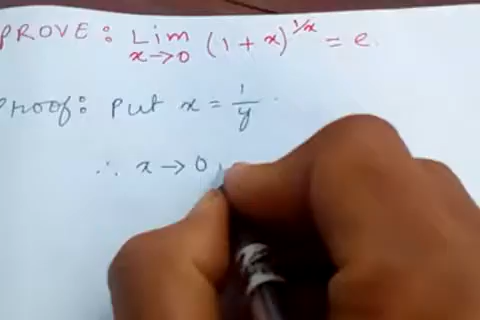 PROVE: Lim x→0 (1 + x)^1/x = e.
Proof: Put x = 1/y.
∴ x → 0,